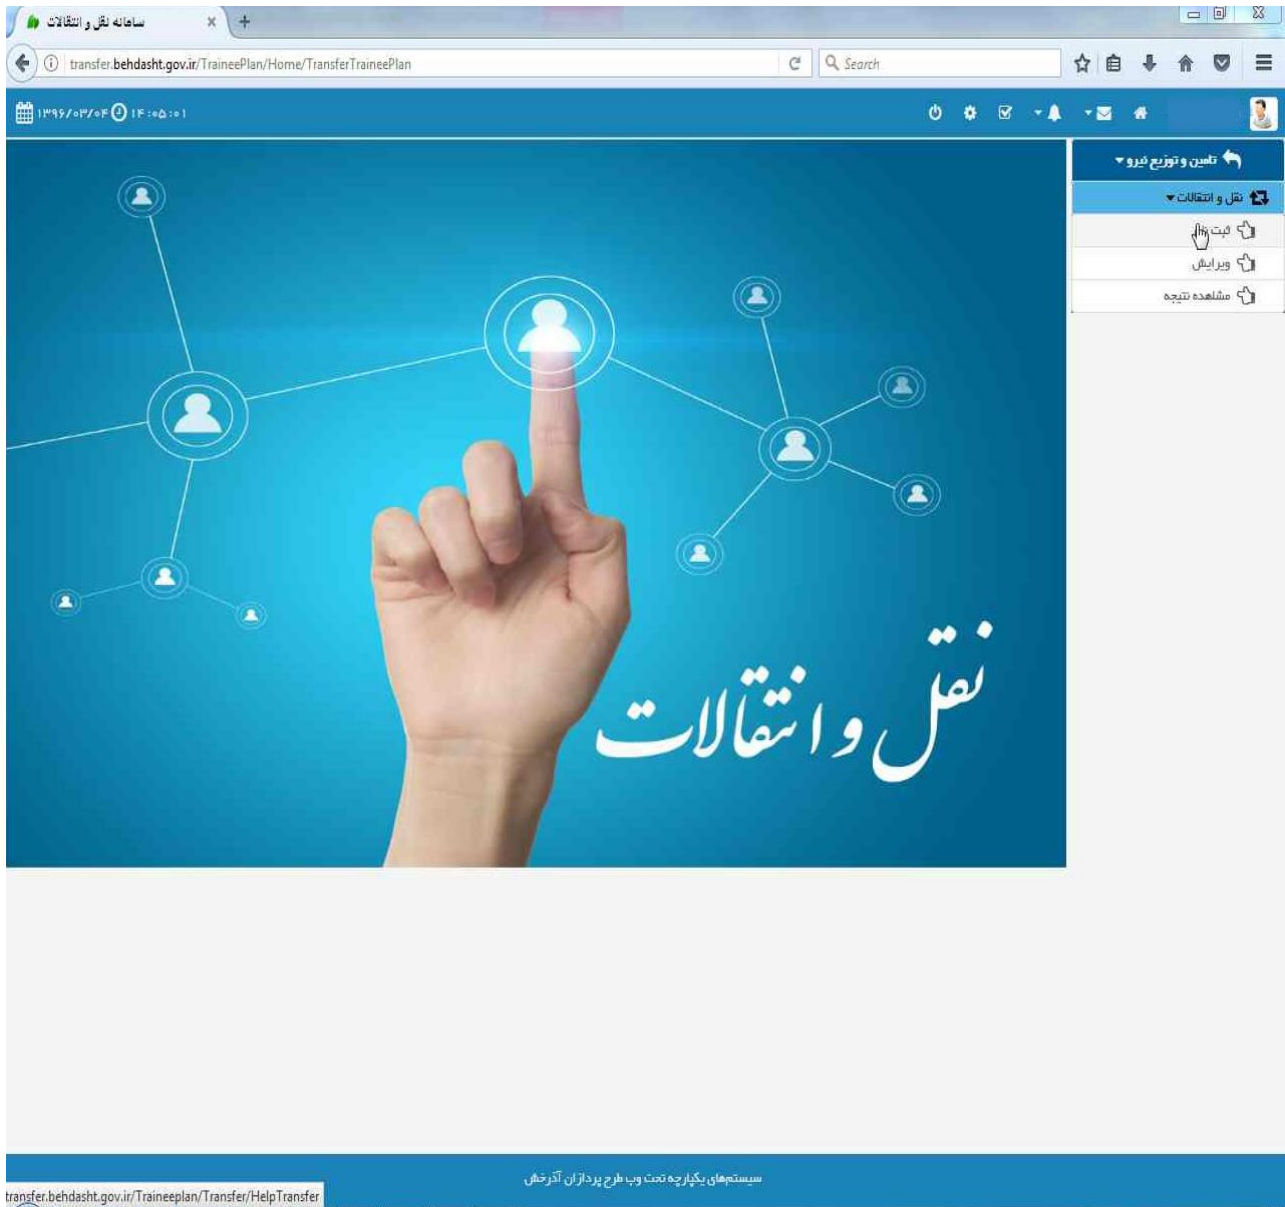 سامانه نقل و انتقالات
transfer.behdasht.gov.ir/TraineePlan/Home/TransferTraineePlan
Search
۱۳۹۶/۰۳/۰۴ ۱۴:۰۵:۰۱
تامین و توزیع نیرو
نقل و انتقالات
ثبت
ویرایش
مشاهده نتیجه
نقل و انتقالات
سیستم‌های یکپارچه تحت وب طرح پردازان آذرخش
transfer.behdasht.gov.ir/Traineeplan/Transfer/HelpTransfer